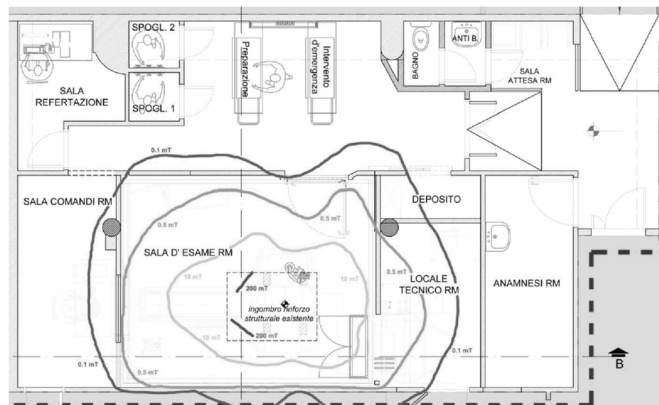 SPOGL. 2
SPOGL. 1
SALA
REFERTAZIONE
Preparazione
Intervento
d'emergenza
BAGNO
ANTI B.
SALA
ATTESA RM
0.1 mT
SALA COMANDI RM
0.5 mT
0.5 mT
DEPOSITO
SALA D' ESAME RM
10 mT
10 mT
0.5 mT
200 mT
ingombro rinforzo
strutturale esistente
200 mT
10 mT
LOCALE
TECNICO RM
ANAMNESI RM
0.1 mT
0.1 mT
0.5 mT
B